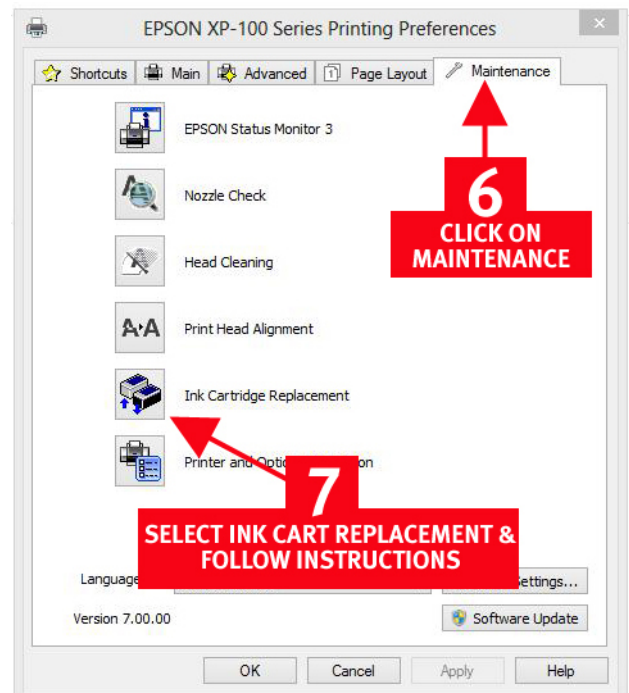 EPSON XP-100 Series Printing Preferences
Shortcuts Main Advanced 1 Page Layout Maintenance
EPSON Status Monitor 3
6
Nozzle Check
CLICK ON
MAINTENANCE
Head Cleaning
A A
Print Head Alignment
Ink Cartridge Replacement
Printer and Opti on
7
SELECT INK CART REPLACEMENT &
FOLLOW INSTRUCTIONS
Language ettings...
Version 7.00.00 Software Update
OK Cancel Apply Help